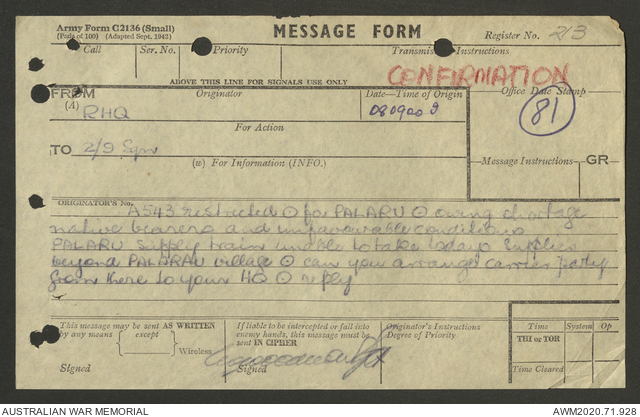 Army Form C2136 (Small)
(Pads of 100) (Adapted Sept. 1942)
MESSAGE FORM
Register No. 213
Call Ser. No. Priority Transmission Instructions
ABOVE THIS LINE FOR SIGNALS USE ONLY
CONFIRMATION
FROM
(A)
Originator
Date—Time of Origin
Office Date Stamp
RHQ
080900
81
For Action
TO
2/9 Sqn
(w) For Information (INFO.)
Message Instructions
GR
ORIGINATOR'S No.
A543 restricted O for PALARU O owing shortage
native bearers and unfavourable conditions
PALARU supply train unable to take todays supplies
beyond PALARAU village O can you arrange carrier party
from there to your HQ O reply
This message may be sent AS WRITTEN
by any means except
Wireless
Signed
If liable to be intercepted or fall into
enemy hands, this message must be
sent IN CIPHER
Signed
Originator's Instructions
Degree of Priority
Time System Op
THI or TOR
Time Cleared
AUSTRALIAN WAR MEMORIAL
AWM2020.71.928